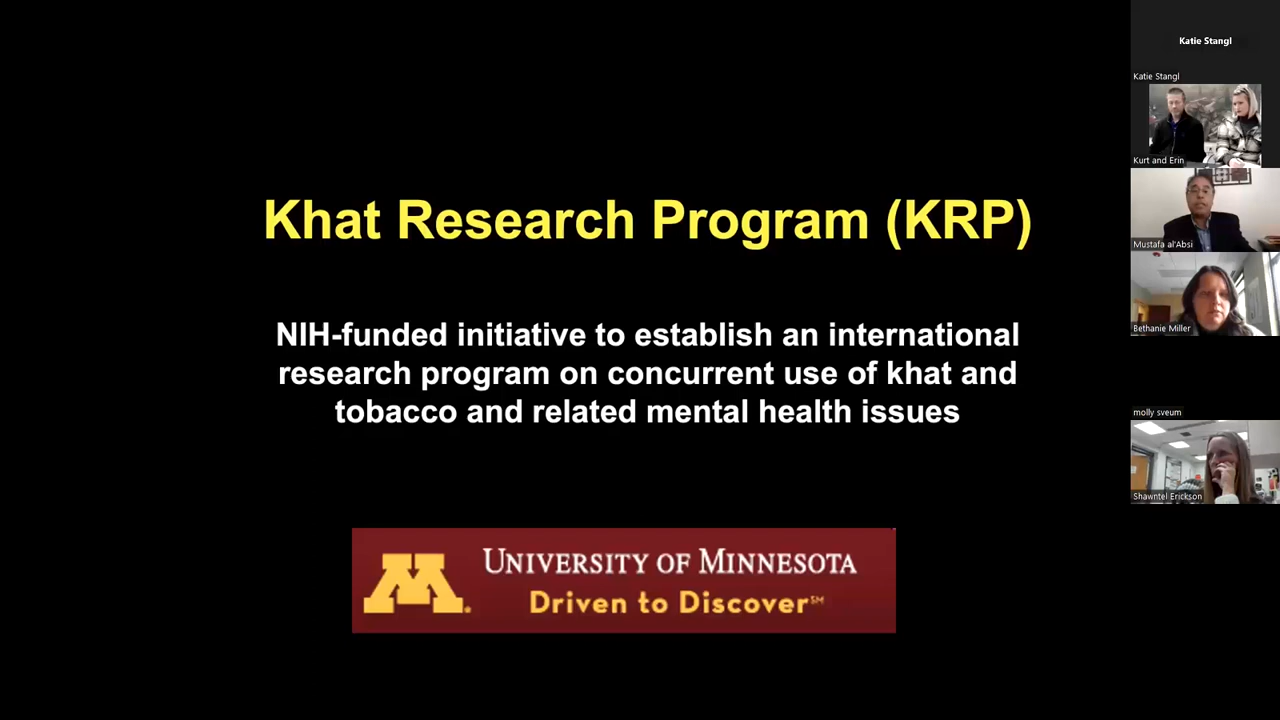 Khat Research Program (KRP)
NIH-funded initiative to establish an international
research program on concurrent use of khat and
tobacco and related mental health issues
M.
UNIVERSITY OF MINNESOTA
Driven to Discover℠
Katie Stangl
Katie Stangl
Kurt and Erin
Mustafa al'Absi
Bethanie Miller
molly sveum
Shawntel Erickson